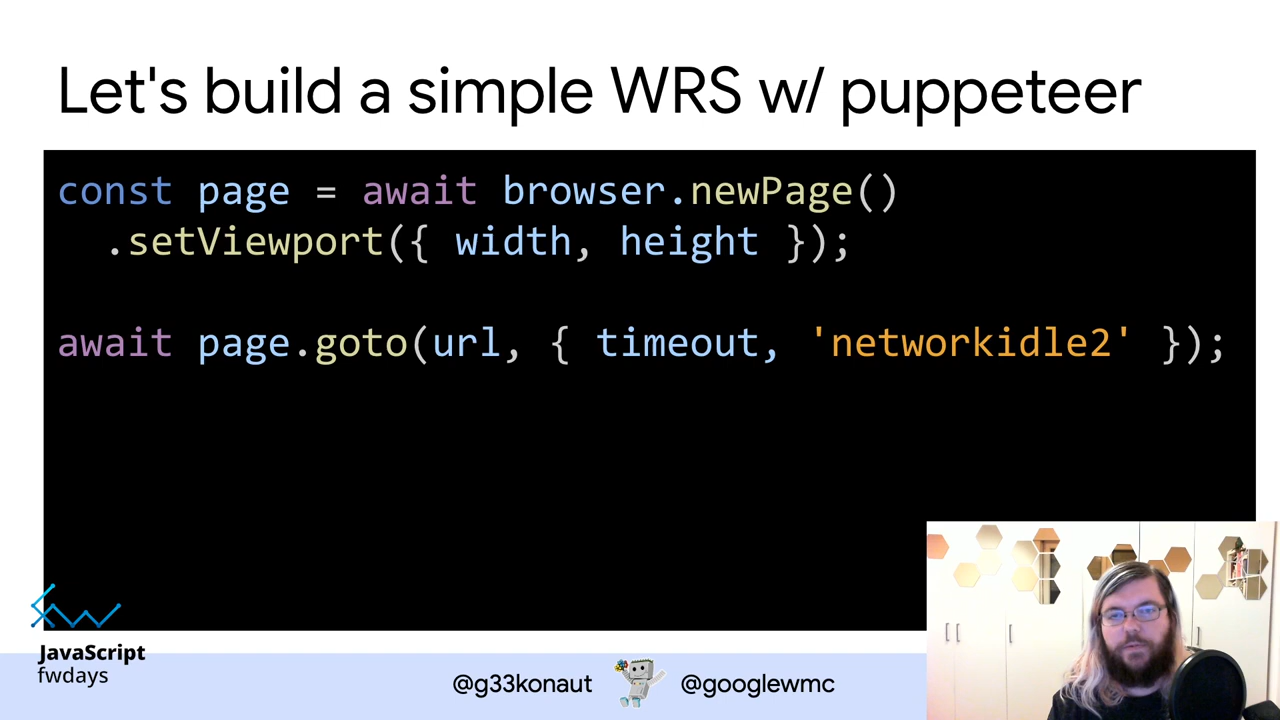 Let's build a simple WRS w/ puppeteer
const page = await browser.newPage()
.setViewport({ width, height });
await page.goto(url, { timeout, 'networkidle2' });
JavaScript
fwdays
@g33konaut
@googlewmc